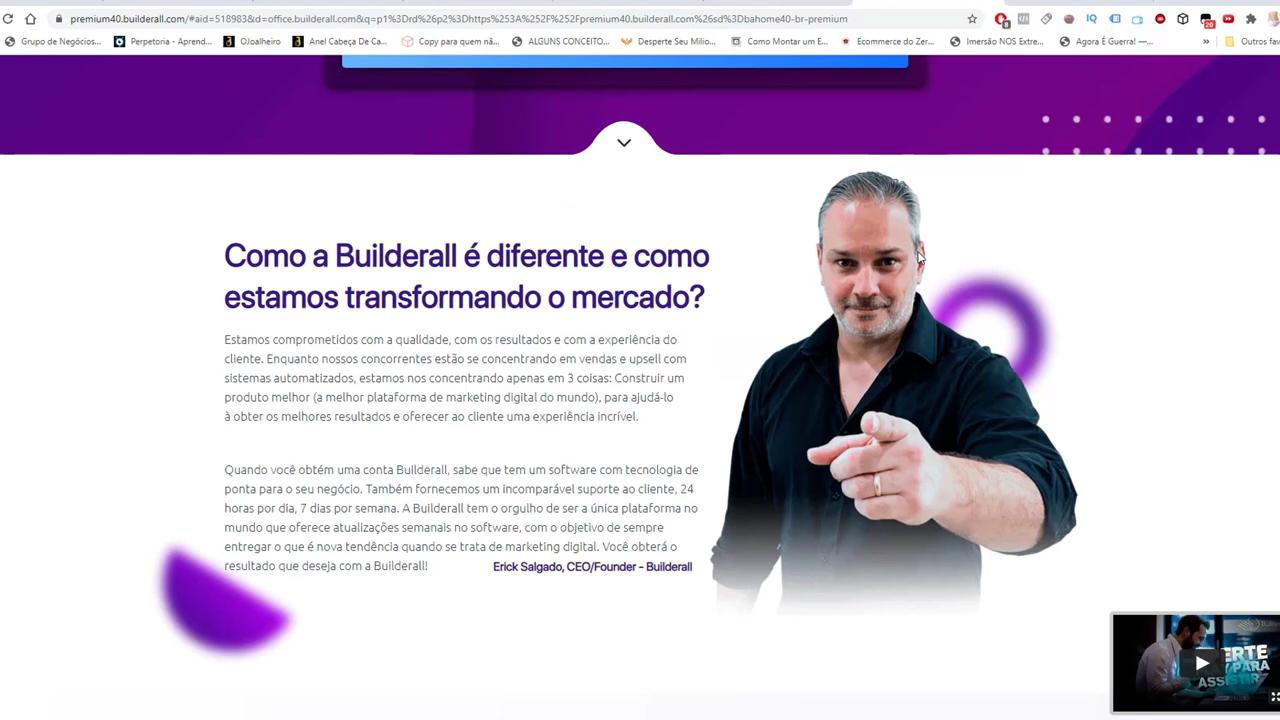 premium40.builderall.com/#aid=518983&d=office.builderall.com&q=p1%3Drd%26p2%3Dhttps%253A%252F%252Fpremium40.builderall.com%26sd%3Dbahome40-br-premium
8
20
Grupo de Negócios...
Perpetoria - Aprend...
OJoalheiro
Anel Cabeça De Ca...
Copy para quem nã...
ALGUNS CONCEITO...
Desperte Seu Milio...
Como Montar um E...
Ecommerce do Zer...
Imersão NOS Extre...
Agora É Guerra! —...
»
Outros fav
Como a Builderall é diferente e como
estamos transformando o mercado?
Estamos comprometidos com a qualidade, com os resultados e com a experiência do
cliente. Enquanto nossos concorrentes estão se concentrando em vendas e upsell com
sistemas automatizados, estamos nos concentrando apenas em 3 coisas: Construir um
produto melhor (a melhor plataforma de marketing digital do mundo), para ajudá-lo
à obter os melhores resultados e oferecer ao cliente uma experiência incrível.
Quando você obtém uma conta Builderall, sabe que tem um software com tecnologia de
ponta para o seu negócio. Também fornecemos um incomparável suporte ao cliente, 24
horas por dia, 7 dias por semana. A Builderall tem o orgulho de ser a única plataforma no
mundo que oferece atualizações semanais no software, com o objetivo de sempre
entregar o que é nova tendência quando se trata de marketing digital. Você obterá o
resultado que deseja com a Builderall!
Erick Salgado, CEO/Founder - Builderall
PARA
ASSISTIR